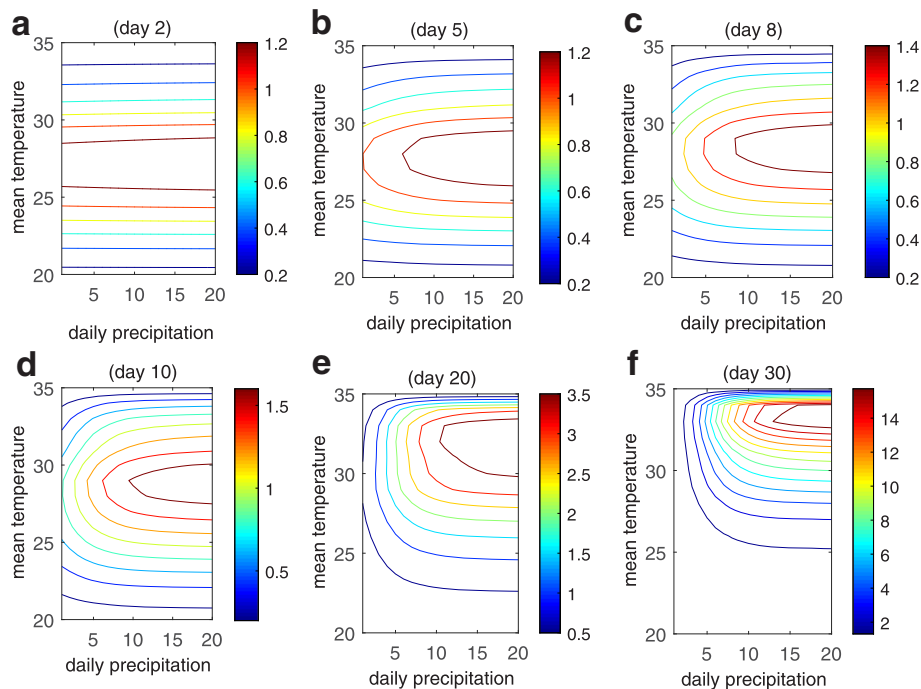 a
(day 2)
mean temperature
35
30
25
20
5 10 15 20
daily precipitation
1.2
1
0.8
0.6
0.4
0.2
b
(day 5)
mean temperature
35
30
25
20
5 10 15 20
daily precipitation
1.2
1
0.8
0.6
0.4
0.2
c
(day 8)
mean temperature
35
30
25
20
5 10 15 20
daily precipitation
1.4
1.2
1
0.8
0.6
0.4
0.2
d
(day 10)
mean temperature
35
30
25
20
5 10 15 20
daily precipitation
1.5
1
0.5
e
(day 20)
mean temperature
35
30
25
20
5 10 15 20
daily precipitation
3.5
3
2.5
2
1.5
1
0.5
f
(day 30)
mean temperature
35
30
25
20
5 10 15 20
daily precipitation
14
12
10
8
6
4
2